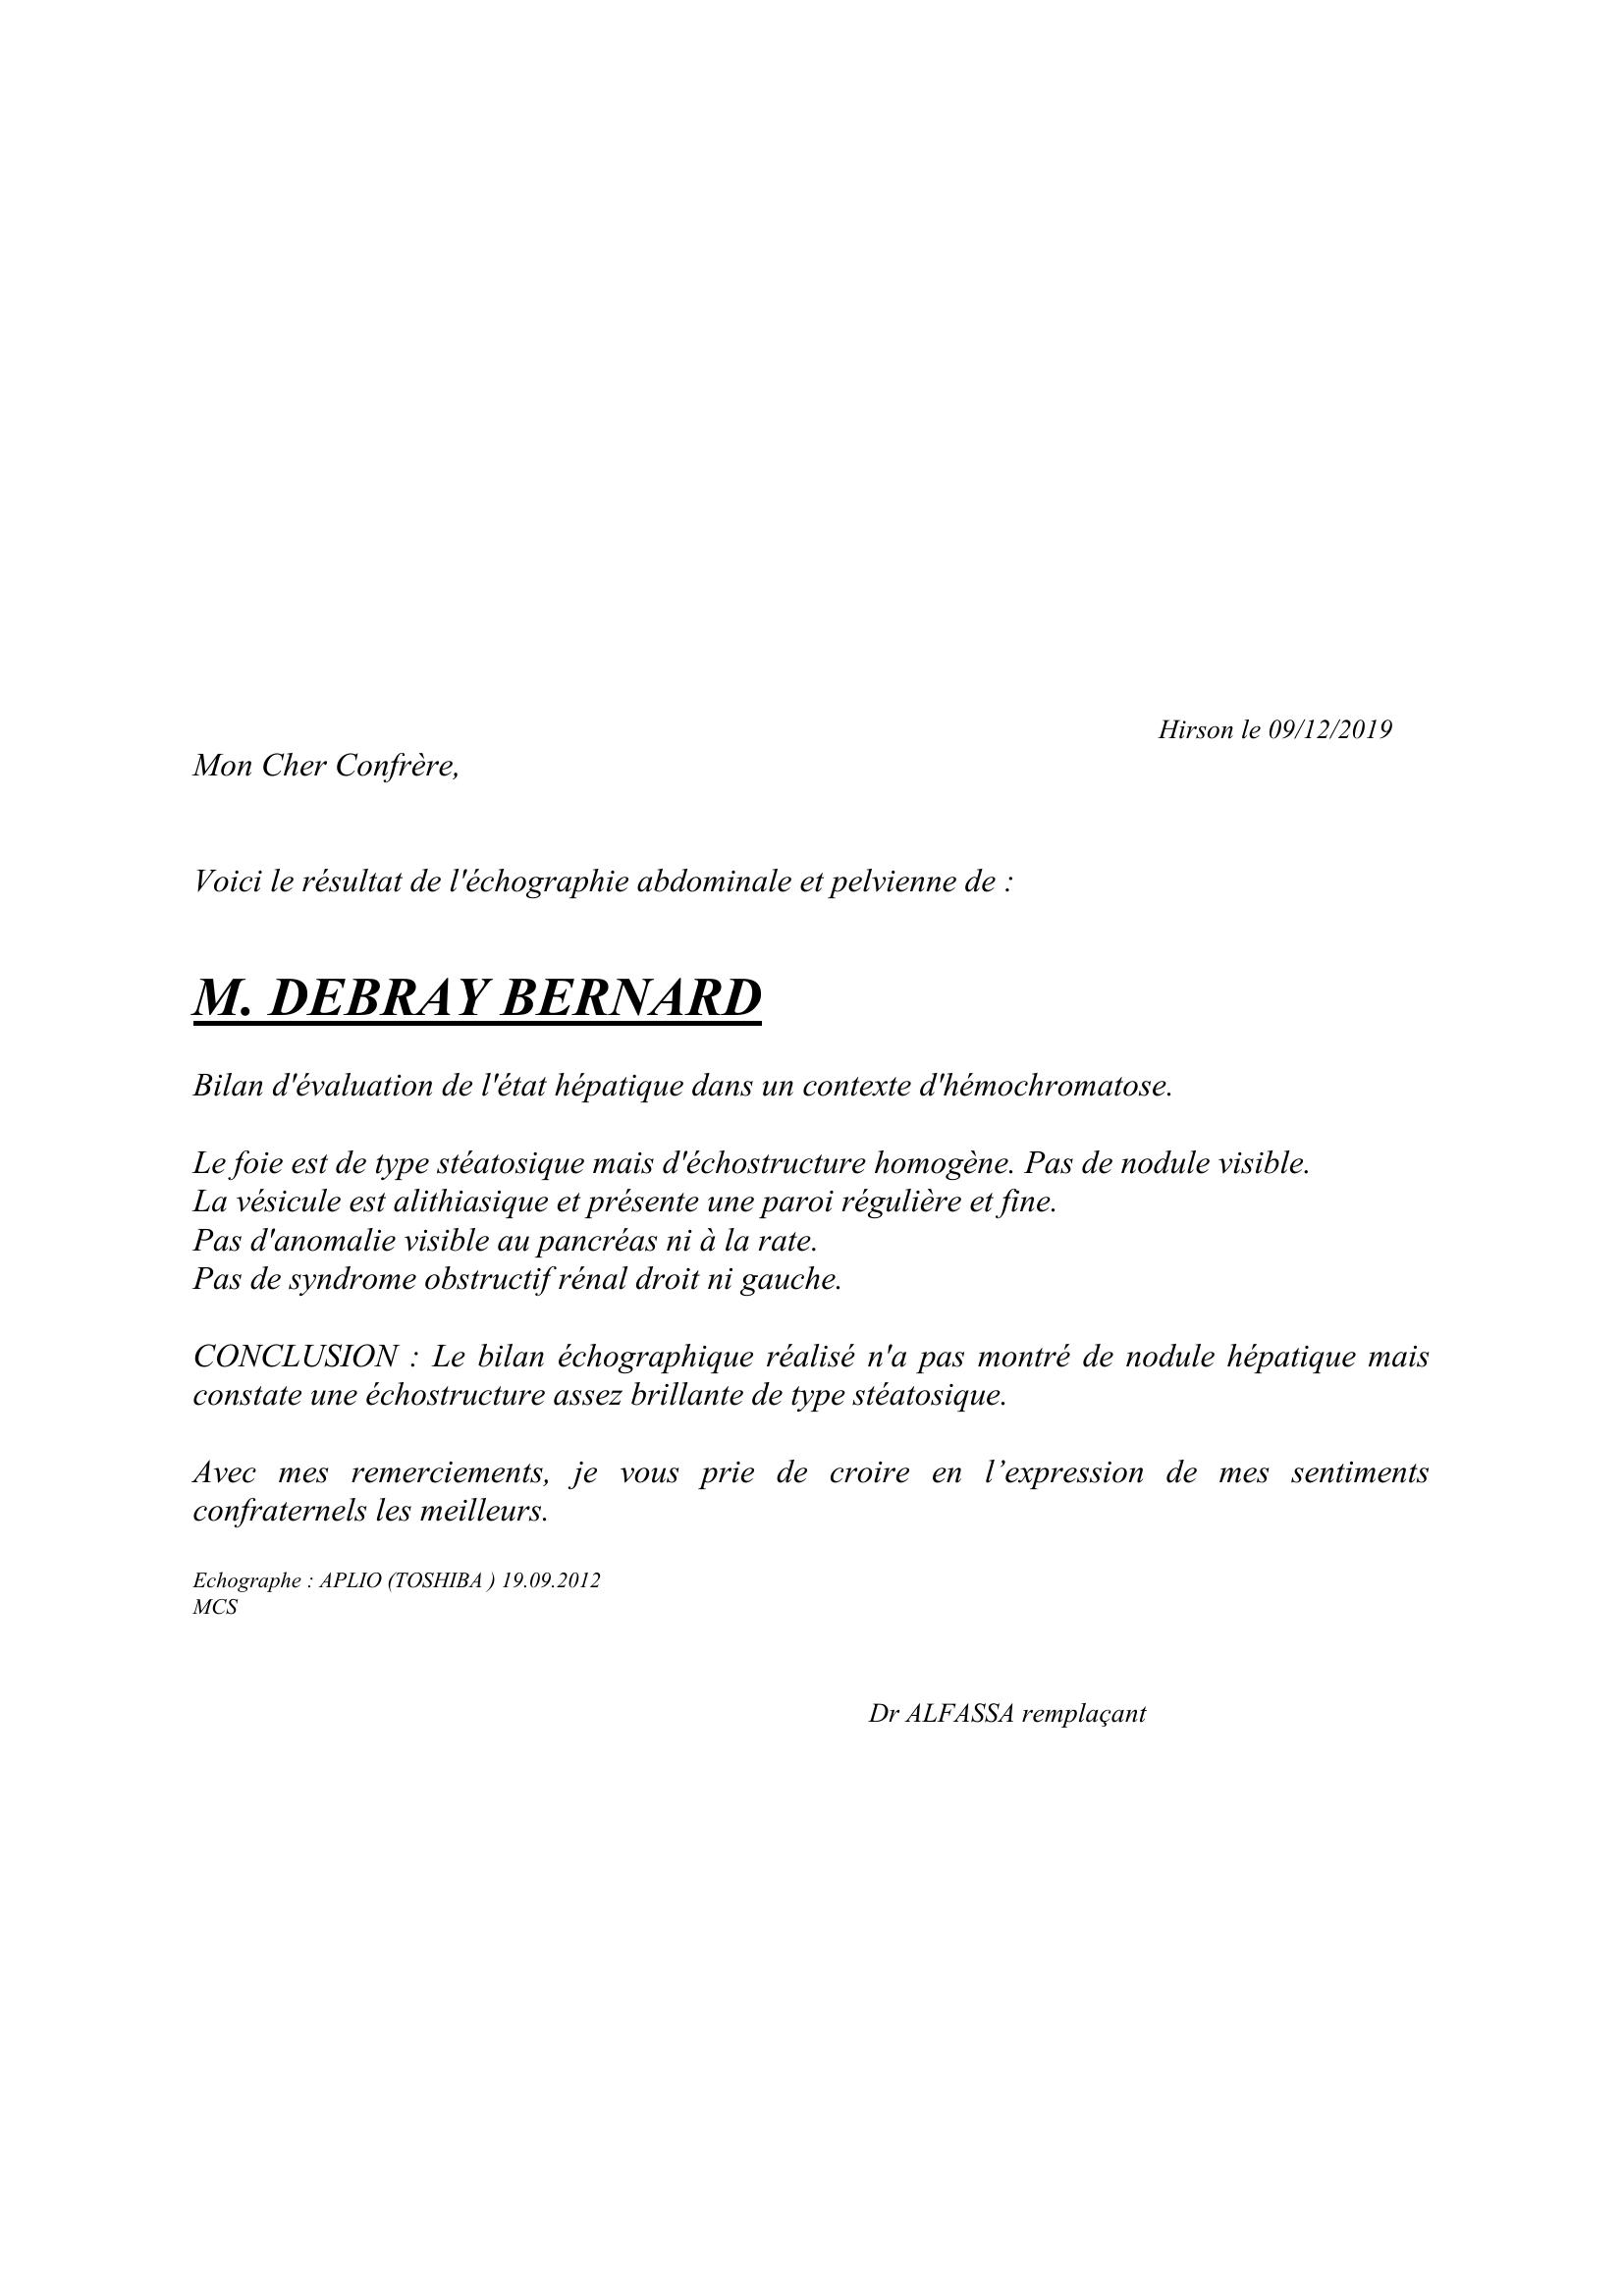 Hirson le 09/12/2019
Mon Cher Confrère,
Voici le résultat de l'échographie abdominale et pelvienne de :
M. DEBRAY BERNARD
Bilan d'évaluation de l'état hépatique dans un contexte d'hémochromatose.
Le foie est de type stéatosique mais d'échostructure homogène. Pas de nodule visible.
La vésicule est alithiasique et présente une paroi régulière et fine.
Pas d'anomalie visible au pancréas ni à la rate.
Pas de syndrome obstructif rénal droit ni gauche.
CONCLUSION : Le bilan échographique réalisé n'a pas montré de nodule hépatique mais
constate une échostructure assez brillante de type stéatosique.
Avec mes remerciements, je vous prie de croire en l’expression de mes sentiments
confraternels les meilleurs.
Echographe : APLIO (TOSHIBA ) 19.09.2012
MCS
Dr ALFASSA remplaçant